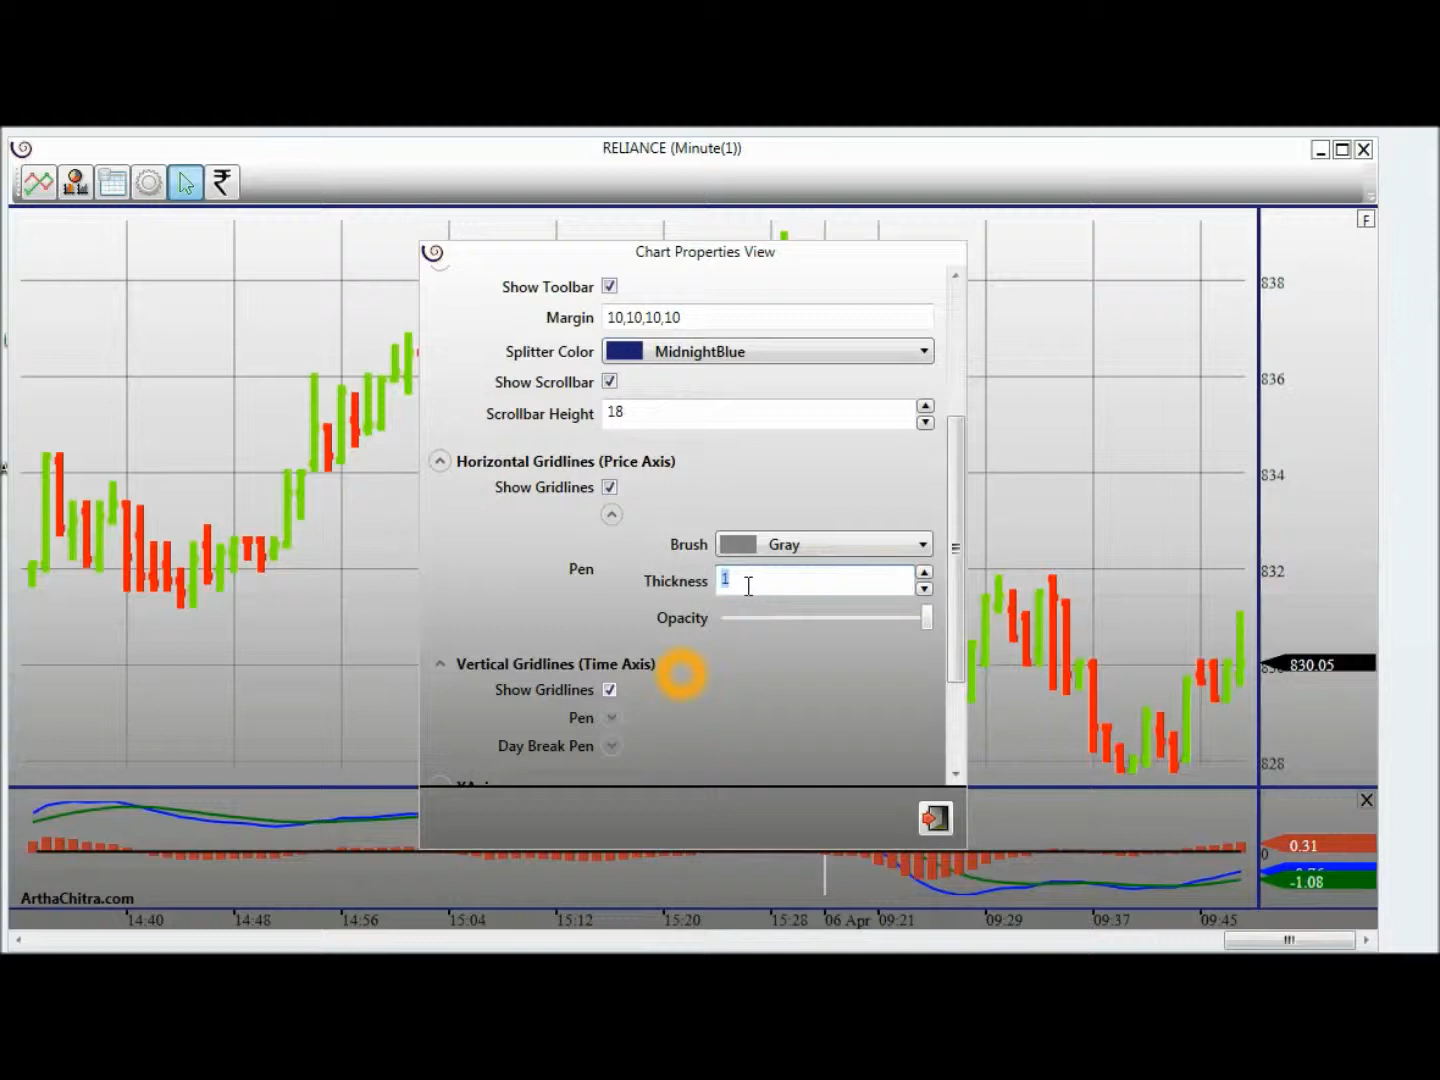 RELIANCE (Minute(1))
₹
F
Chart Properties View
Show Toolbar
Margin 10,10,10,10
Splitter Color MidnightBlue
Show Scrollbar
Scrollbar Height 18
Horizontal Gridlines (Price Axis)
Show Gridlines
Brush Gray
Pen
Thickness 1
Opacity
Vertical Gridlines (Time Axis)
Show Gridlines
Pen
Day Break Pen
838
836
834
832
830.05
828
0.31
0
-1.08
ArthaChitra.com
14:40 14:48 14:56 15:04 15:12 15:20 15:28 06 Apr 09:21 09:29 09:37 09:45